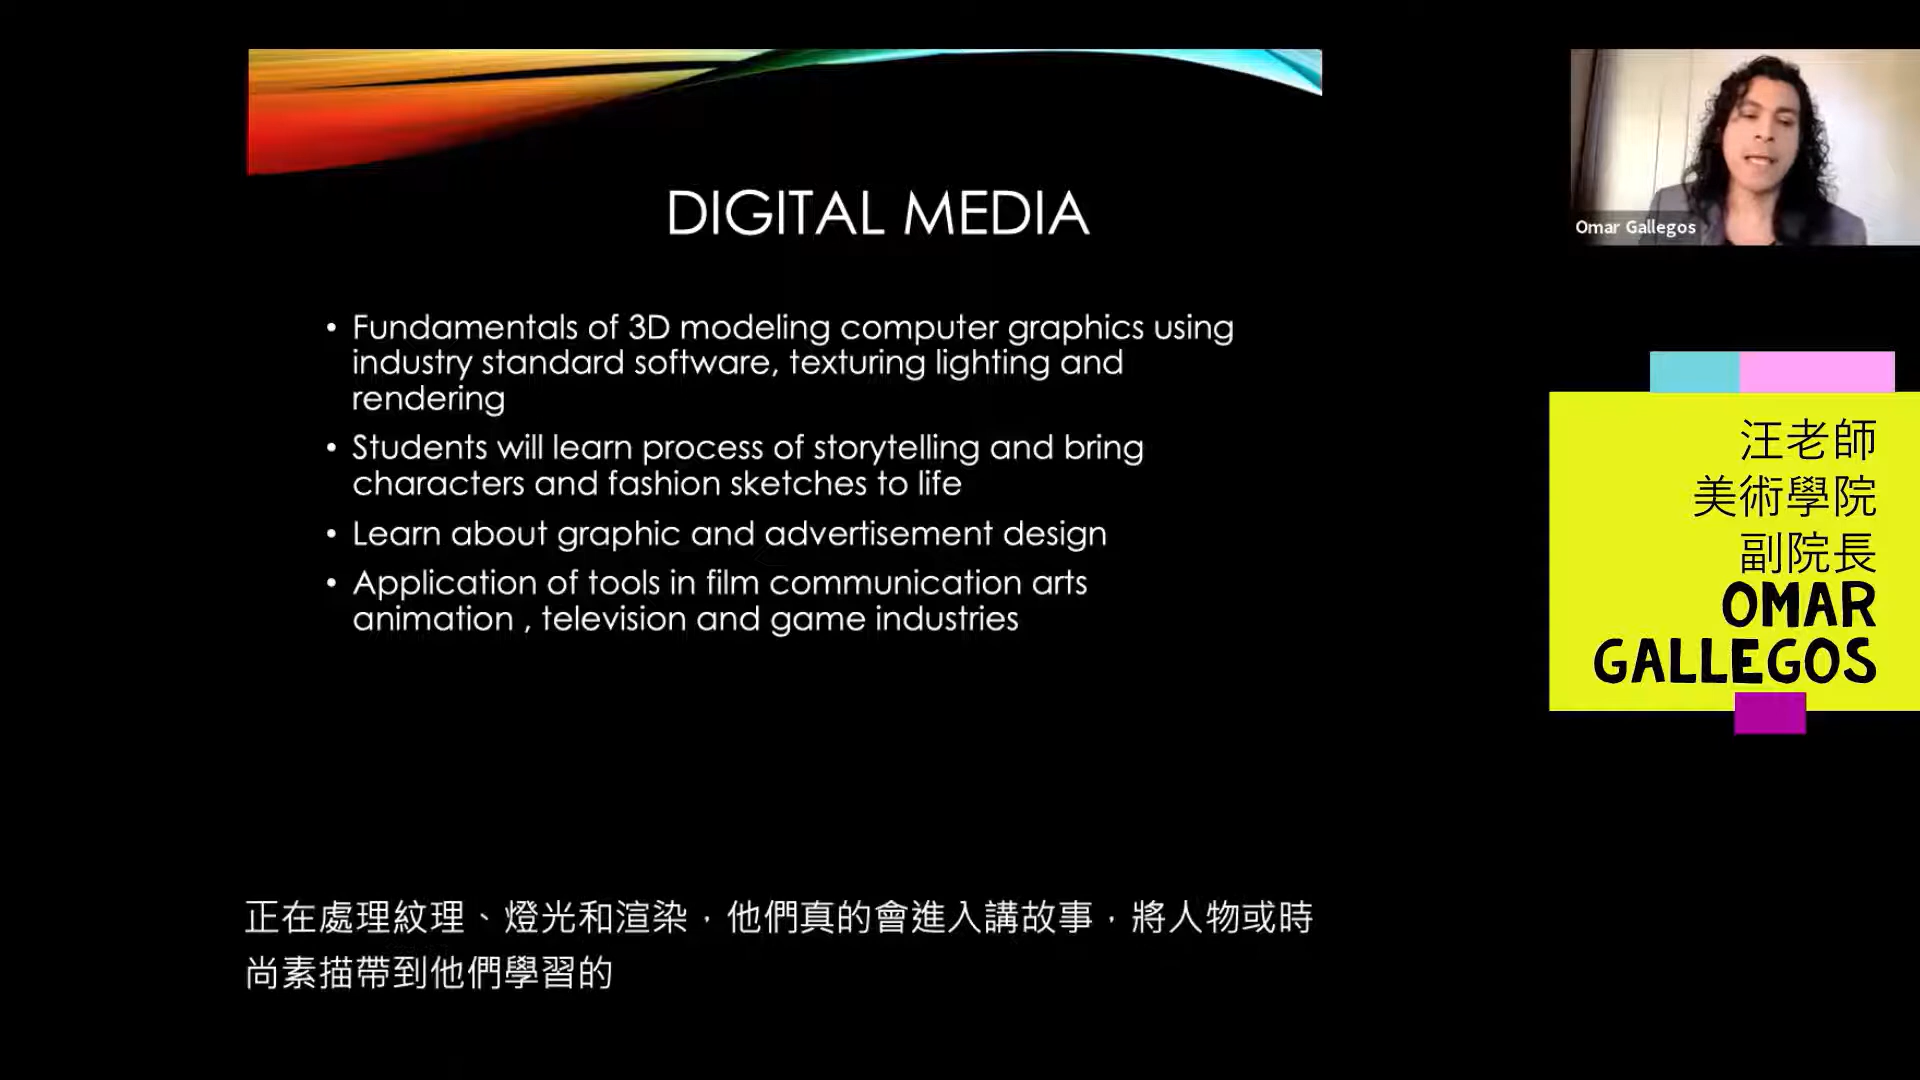 DIGITAL MEDIA
• Fundamentals of 3D modeling computer graphics using
industry standard software, texturing lighting and
rendering
• Students will learn process of storytelling and bring
characters and fashion sketches to life
• Learn about graphic and advertisement design
• Application of tools in film communication arts
animation , television and game industries
Omar Gallegos
汪老師
美術學院
副院長
OMAR
GALLEGOS
正在處理紋理、燈光和渲染，他們真的會進入講故事，將人物或時
尚素描帶到他們學習的